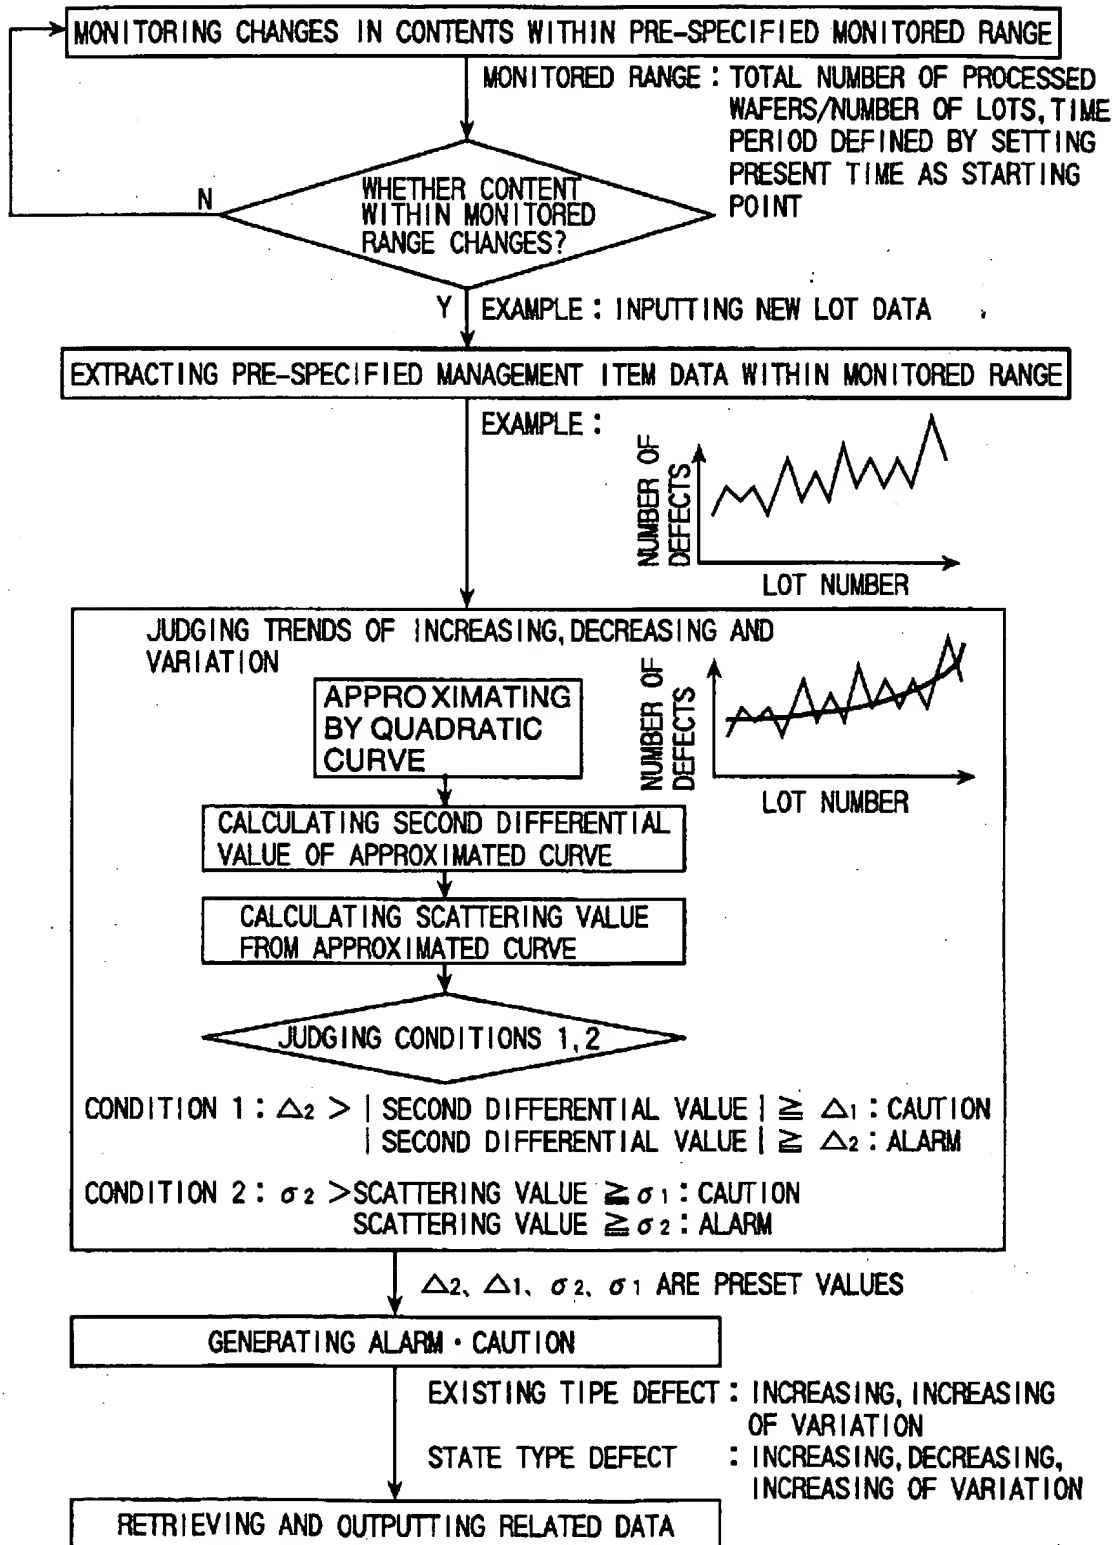 MONITORING CHANGES IN CONTENTS WITHIN PRE-SPECIFIED MONITORED RANGE
MONITORED RANGE : TOTAL NUMBER OF PROCESSED
WAFERS/NUMBER OF LOTS, TIME
PERIOD DEFINED BY SETTING
PRESENT TIME AS STARTING
POINT
N
WHETHER CONTENT
WITHIN MONITORED
RANGE CHANGES?
Y
EXAMPLE : INPUTTING NEW LOT DATA
EXTRACTING PRE-SPECIFIED MANAGEMENT ITEM DATA WITHIN MONITORED RANGE
EXAMPLE :
NUMBER OF
DEFECTS
LOT NUMBER
JUDGING TRENDS OF INCREASING, DECREASING AND
VARIATION
NUMBER OF
DEFECTS
LOT NUMBER
APPROXIMATING
BY QUADRATIC
CURVE
CALCULATING SECOND DIFFERENTIAL
VALUE OF APPROXIMATED CURVE
CALCULATING SCATTERING VALUE
FROM APPROXIMATED CURVE
JUDGING CONDITIONS 1, 2
CONDITION 1 : △2 > | SECOND DIFFERENTIAL VALUE | ≧ △1 : CAUTION
| SECOND DIFFERENTIAL VALUE | ≧ △2 : ALARM
CONDITION 2 : σ2 > SCATTERING VALUE ≧ σ1 : CAUTION
SCATTERING VALUE ≧ σ2 : ALARM
△2、△1、σ2、σ1 ARE PRESET VALUES
GENERATING ALARM · CAUTION
EXISTING TIPE DEFECT : INCREASING, INCREASING
OF VARIATION
STATE TYPE DEFECT : INCREASING, DECREASING,
INCREASING OF VARIATION
RETRIEVING AND OUTPUTTING RELATED DATA